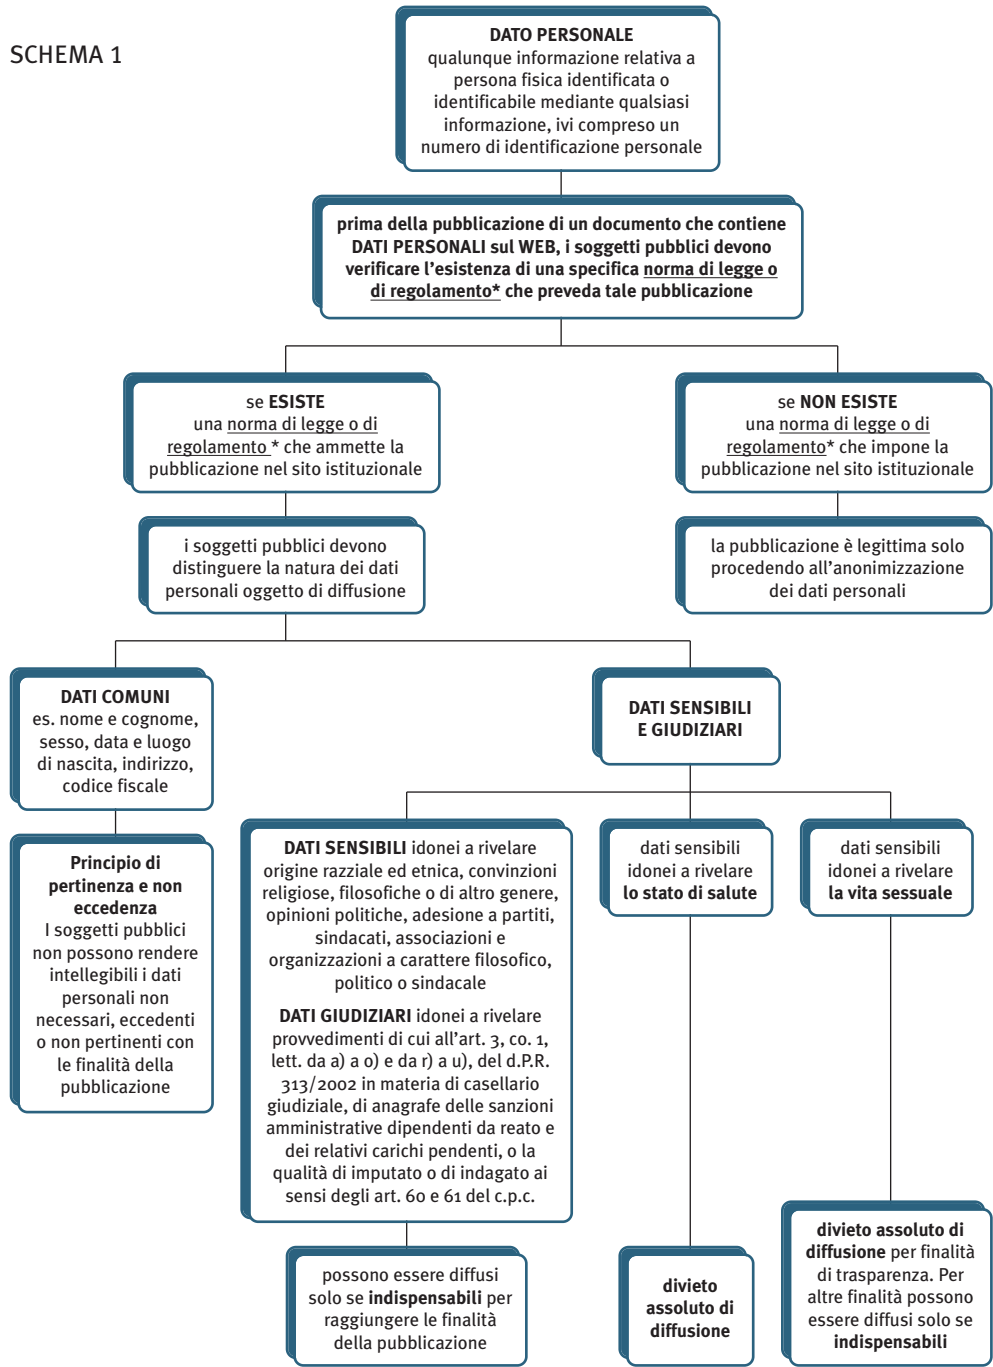 SCHEMA 1
DATO PERSONALE
qualunque informazione relativa a
persona fisica identificata o
identificabile mediante qualsiasi
informazione, ivi compreso un
numero di identificazione personale
prima della pubblicazione di un documento che contiene
DATI PERSONALI sul WEB, i soggetti pubblici devono
verificare l'esistenza di una specifica norma di legge o
di regolamento* che preveda tale pubblicazione
se ESISTE
una norma di legge o di
regolamento * che ammette la
pubblicazione nel sito istituzionale
se NON ESISTE
una norma di legge o di
regolamento* che impone la
pubblicazione nel sito istituzionale
i soggetti pubblici devono
distinguere la natura dei dati
personali oggetto di diffusione
la pubblicazione è legittima solo
procedendo all'anonimizzazione
dei dati personali
DATI COMUNI
es. nome e cognome,
sesso, data e luogo
di nascita, indirizzo,
codice fiscale
DATI SENSIBILI
E GIUDIZIARI
Principio di
pertinenza e non
eccedenza
I soggetti pubblici
non possono rendere
intellegibili i dati
personali non
necessari, eccedenti
o non pertinenti con
le finalità della
pubblicazione
DATI SENSIBILI idonei a rivelare
origine razziale ed etnica, convinzioni
religiose, filosofiche o di altro genere,
opinioni politiche, adesione a partiti,
sindacati, associazioni e
organizzazioni a carattere filosofico,
politico o sindacale
DATI GIUDIZIARI idonei a rivelare
provvedimenti di cui all'art. 3, co. 1,
lett. da a) a o) e da r) a u), del d.P.R.
313/2002 in materia di casellario
giudiziale, di anagrafe delle sanzioni
amministrative dipendenti da reato e
dei relativi carichi pendenti, o la
qualità di imputato o di indagato ai
sensi degli art. 60 e 61 del c.p.c.
dati sensibili
idonei a rivelare
lo stato di salute
dati sensibili
idonei a rivelare
la vita sessuale
possono essere diffusi
solo se indispensabili per
raggiungere le finalità
della pubblicazione
divieto
assoluto di
diffusione
divieto assoluto di
diffusione per finalità
di trasparenza. Per
altre finalità possono
essere diffusi solo se
indispensabili